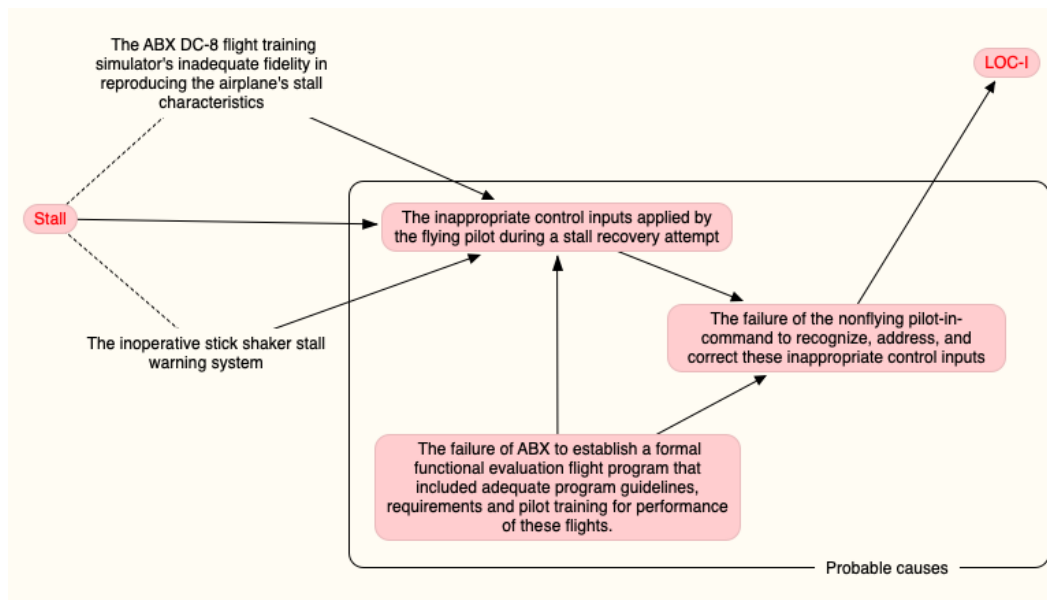 The ABX DC-8 flight training
simulator's inadequate fidelity in
reproducing the airplane's stall
characteristics
LOC-I
Stall
The inappropriate control inputs applied by
the flying pilot during a stall recovery attempt
The inoperative stick shaker stall
warning system
The failure of the nonflying pilot-in-
command to recognize, address, and
correct these inappropriate control inputs
The failure of ABX to establish a formal
functional evaluation flight program that
included adequate program guidelines,
requirements and pilot training for performance
of these flights.
Probable causes